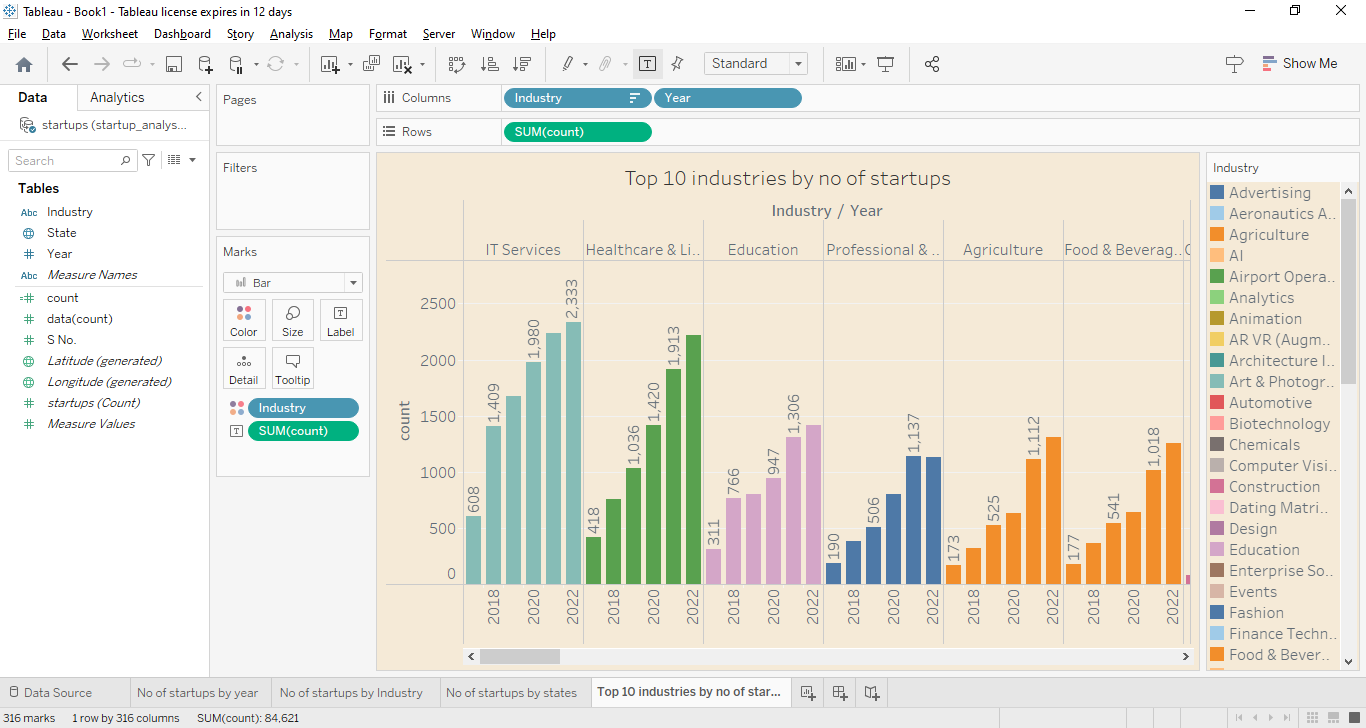 Tableau - Book1 - Tableau license expires in 12 days
File Data Worksheet Dashboard Story Analysis Map Format Server Window Help
Standard
Show Me
Data Analytics
startups (startup_analys...
Search
Tables
Abc Industry
State
Year
Abc Measure Names
count
data(count)
S No.
Latitude (generated)
Longitude (generated)
startups (Count)
Measure Values
Pages
Filters
Marks
Bar
Color Size Label
Detail Tooltip
Industry
SUM(count)
Columns Industry Year
Rows SUM(count)
Top 10 industries by no of startups
Industry / Year
IT Services Healthcare & Li.. Education Professional & .. Agriculture Food & Beverag..
count
2500
2000
1500
1000
500
0
608 1,409 1,980 2,333
418 1,036 1,420 1,913
311 766 947 1,306
190 506 1,137
173 525 1,112
177 541 1,018
2018 2020 2022 2018 2020 2022 2018 2020 2022 2018 2020 2022 2018 2020 2022 2018 2020 2022
Industry
Advertising
Aeronautics A..
Agriculture
AI
Airport Opera..
Analytics
Animation
AR VR (Augm..
Architecture I..
Art & Photogr..
Automotive
Biotechnology
Chemicals
Computer Visi..
Construction
Dating Matri..
Design
Education
Enterprise So..
Events
Fashion
Finance Techn..
Food & Bever..
Data Source No of startups by year No of startups by Industry No of startups by states Top 10 industries by no of star...
316 marks 1 row by 316 columns SUM(count): 84,621